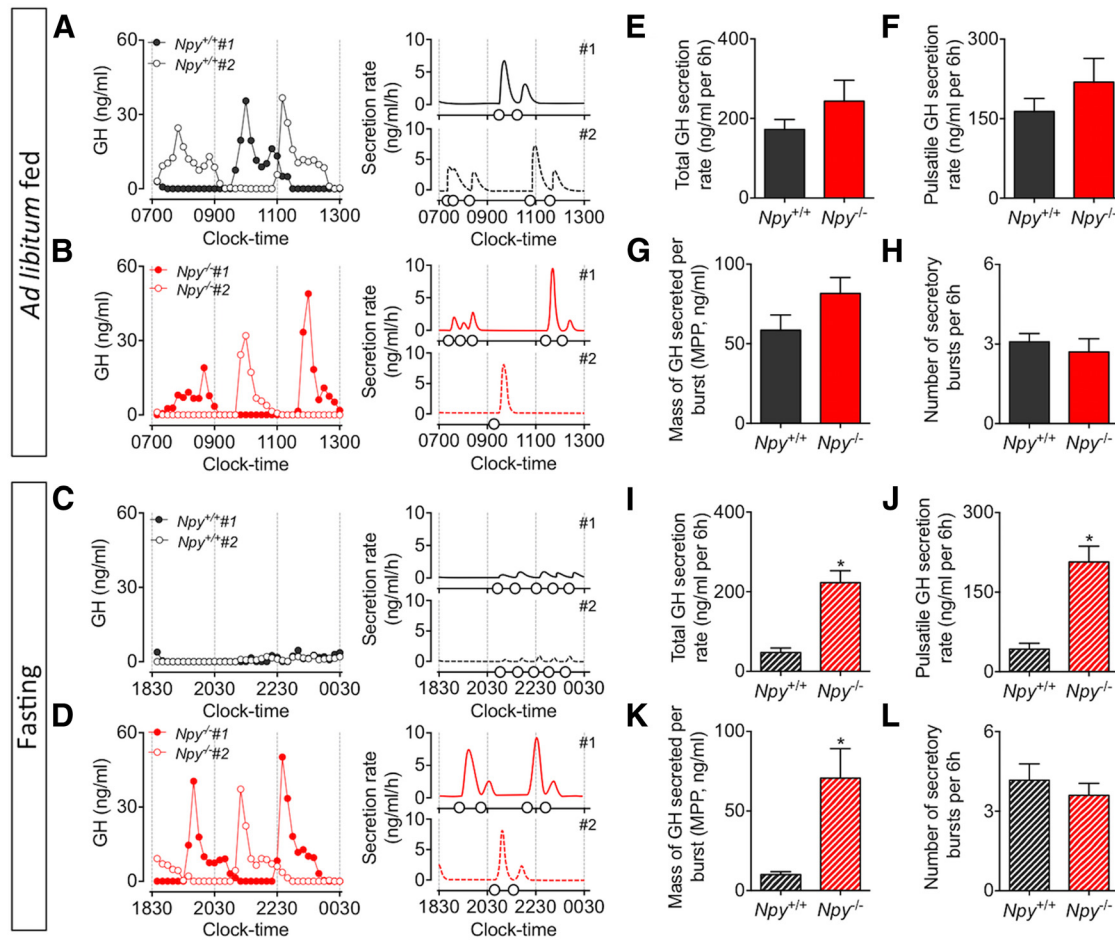 Ad libitum fed
Fasting
A
60
30
0
GH (ng/ml)
Npy+/+#1
Npy+/+#2
0700 0900 1100 1300
Clock-time
10
5
0
10
5
0
Secretion rate
(ng/ml/h)
#1
#2
0700 0900 1100 1300
Clock-time
B
60
30
0
GH (ng/ml)
Npy-/-#1
Npy-/-#2
0700 0900 1100 1300
Clock-time
10
5
0
10
5
0
Secretion rate
(ng/ml/h)
#1
#2
0700 0900 1100 1300
Clock-time
C
60
30
0
GH (ng/ml)
Npy+/+#1
Npy+/+#2
1830 2030 2230 0030
Clock-time
10
5
0
10
5
0
Secretion rate
(ng/ml/h)
#1
#2
1830 2030 2230 0030
Clock-time
D
60
30
0
GH (ng/ml)
Npy-/-#1
Npy-/-#2
1830 2030 2230 0030
Clock-time
10
5
0
10
5
0
Secretion rate
(ng/ml/h)
#1
#2
1830 2030 2230 0030
Clock-time
E
Total GH secretion
rate (ng/ml per 6h)
400
200
0
Npy+/+ Npy-/-
F
Pulsatile GH secretion
rate (ng/ml per 6h)
300
150
0
Npy+/+ Npy-/-
G
Mass of GH secreted per
burst (MPP, ng/ml)
100
50
0
Npy+/+ Npy-/-
H
Number of secretory
bursts per 6h
6
3
0
Npy+/+ Npy-/-
I
Total GH secretion
rate (ng/ml per 6h)
400
200
0
*
Npy+/+ Npy-/-
J
Pulsatile GH secretion
rate (ng/ml per 6h)
300
150
0
*
Npy+/+ Npy-/-
K
Mass of GH secreted per
burst (MPP, ng/ml)
100
50
0
*
Npy+/+ Npy-/-
L
Number of secretory
bursts per 6h
6
3
0
Npy+/+ Npy-/-